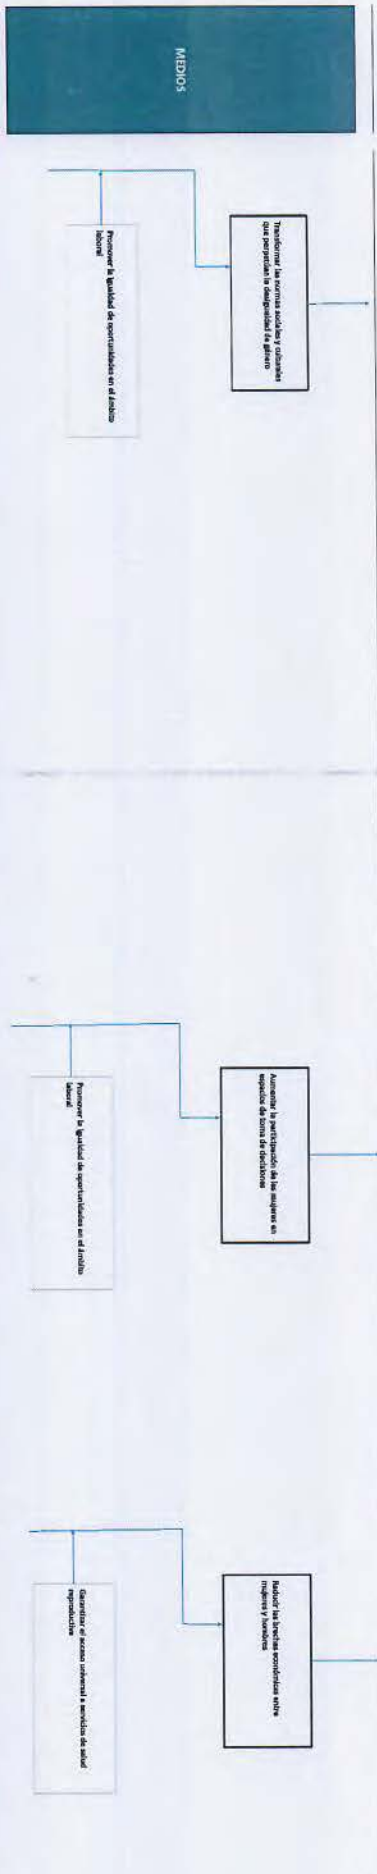 MEDIOS
Transformar las normas sociales y culturales
que perpetúan la desigualdad de género
Promover la igualdad de oportunidades en el ámbito
laboral
Aumentar la participación de las mujeres en
espacios de toma de decisiones
Promover la igualdad de oportunidades en el ámbito
laboral
Reducir las brechas económicas entre
mujeres y hombres
Garantizar el acceso universal a servicios de salud
reproductiva